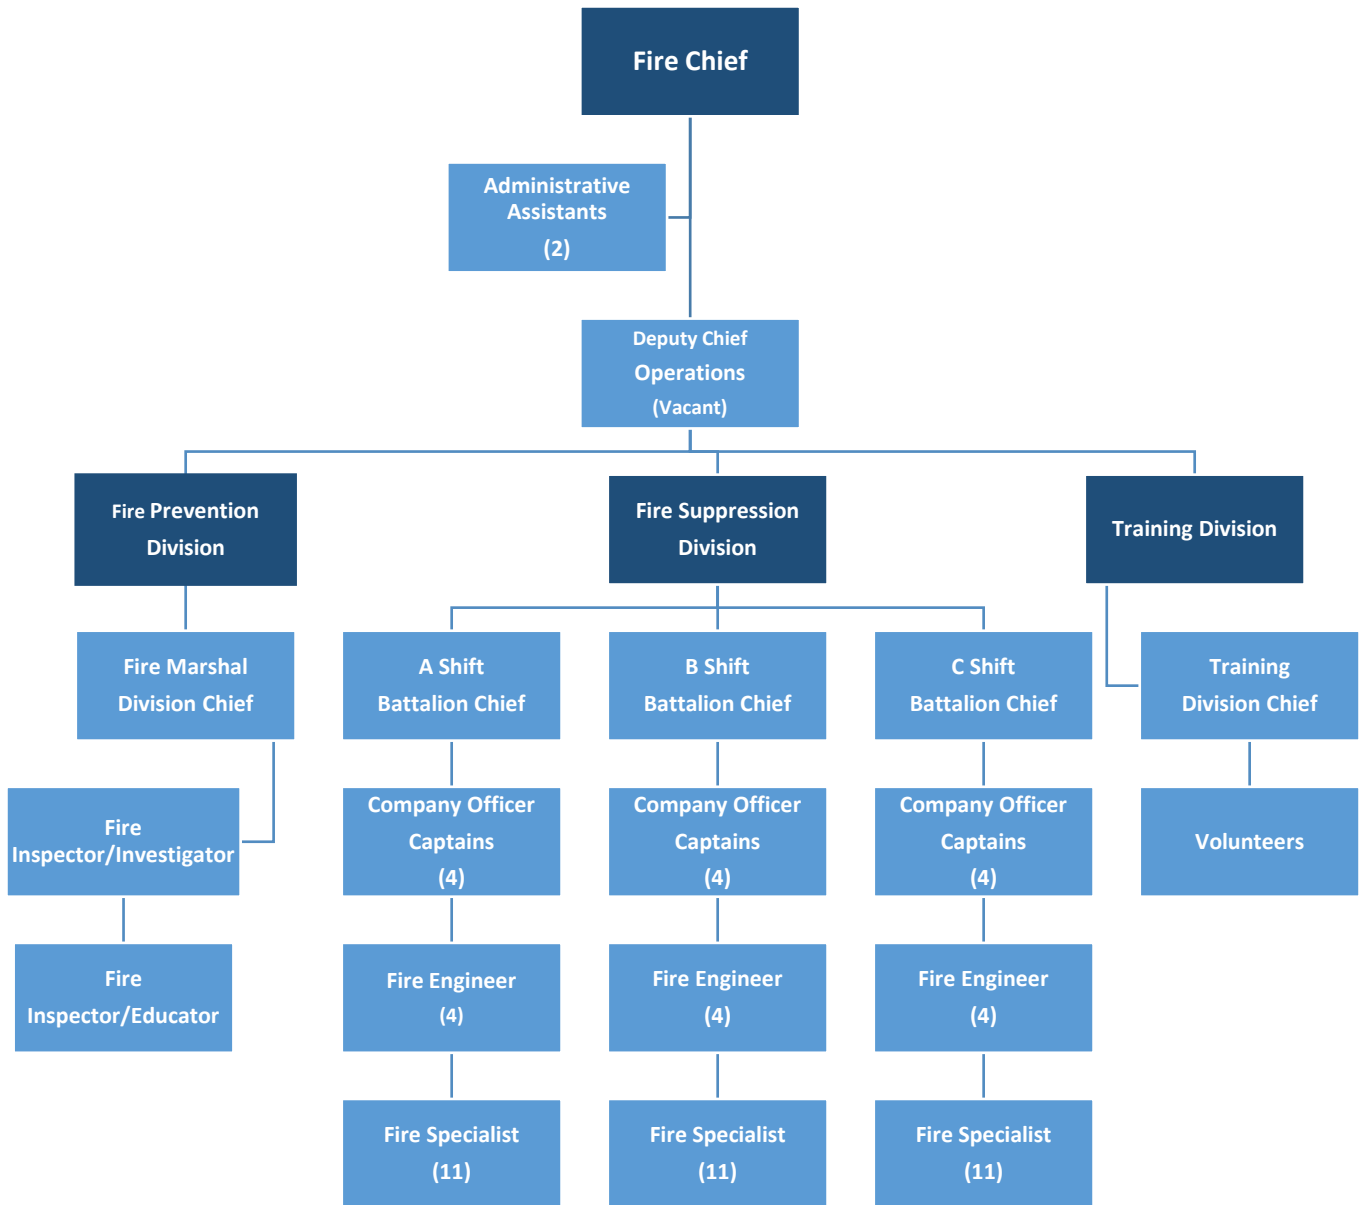 Fire Chief
Administrative
Assistants
(2)
Deputy Chief
Operations
(Vacant)
Fire Prevention
Division
Fire Suppression
Division
Training Division
Fire Marshal
Division Chief
A Shift
Battalion Chief
B Shift
Battalion Chief
C Shift
Battalion Chief
Training
Division Chief
Fire
Inspector/Investigator
Company Officer
Captains
(4)
Company Officer
Captains
(4)
Company Officer
Captains
(4)
Volunteers
Fire
Inspector/Educator
Fire Engineer
(4)
Fire Engineer
(4)
Fire Engineer
(4)
Fire Specialist
(11)
Fire Specialist
(11)
Fire Specialist
(11)